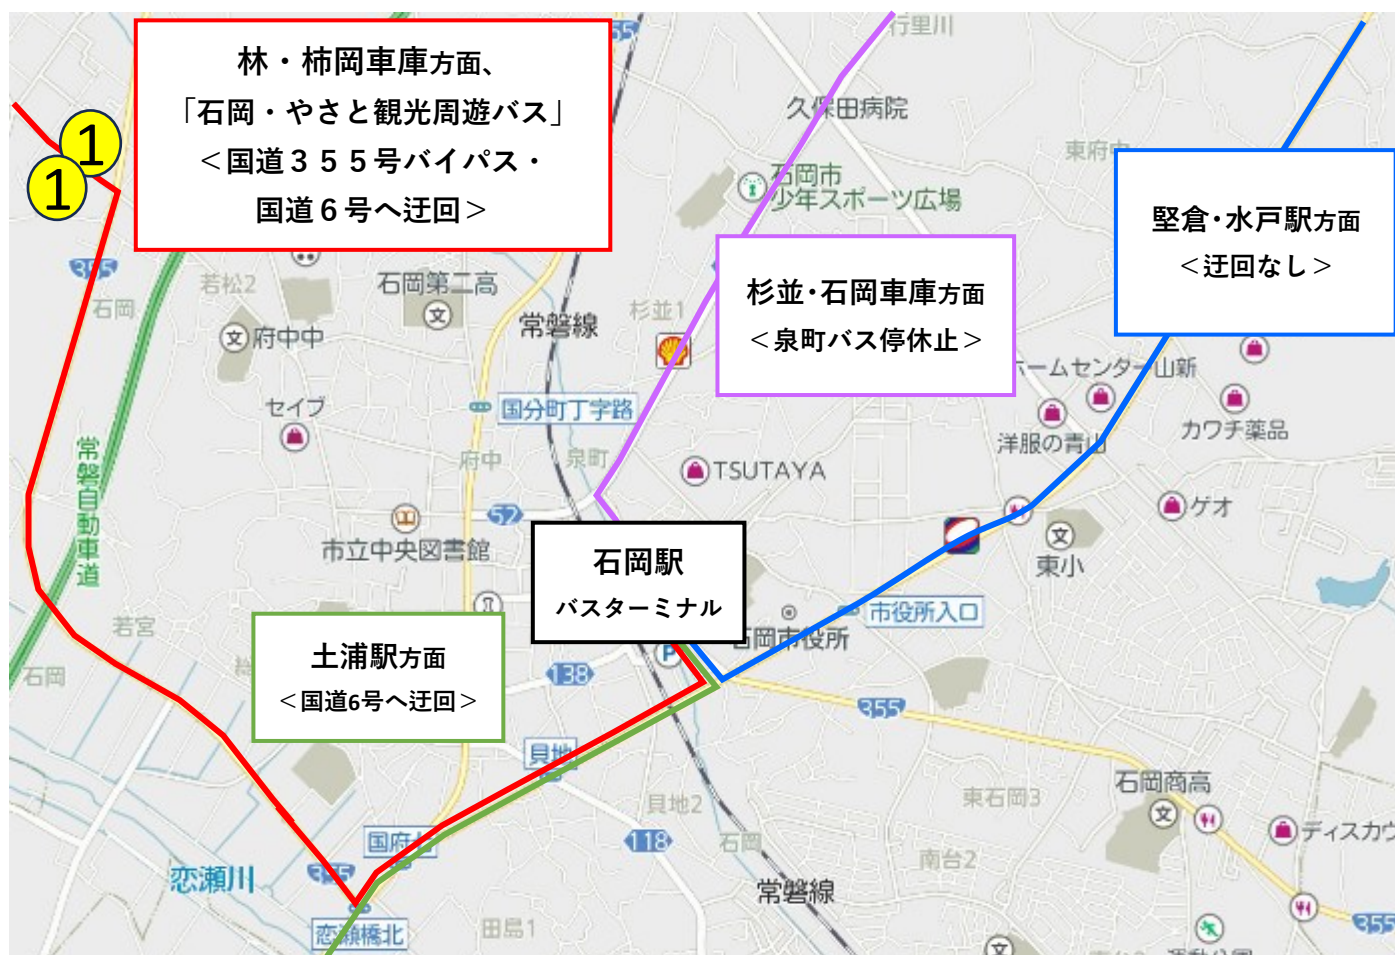 林・柿岡車庫方面、
「石岡・やさと観光周遊バス」
＜国道３５５号バイパス・
国道６号へ迂回＞
1
1
行里川
久保田病院
東府中
石岡市
少年スポーツ広場
堅倉・水戸駅方面
＜迂回なし＞
杉並・石岡車庫方面
＜泉町バス停休止＞
355
355
石岡
若松2
石岡第二高
府中中
常磐線
杉並1
セイブ
国分町丁字路
府中
泉町
ホームセンター山新
洋服の青山
カワチ薬品
TSUTAYA
ゲオ
常磐自動車道
52
市立中央図書館
東小
石岡駅
バスターミナル
市役所入口
石岡市役所
若宮
石岡
土浦駅方面
＜国道6号へ迂回＞
138
P
355
貝地
貝地2
東石岡3
石岡商高
ディスカウ
118
石岡
南台2
恋瀬川
355
常磐線
恋瀬橋北
田島1
355